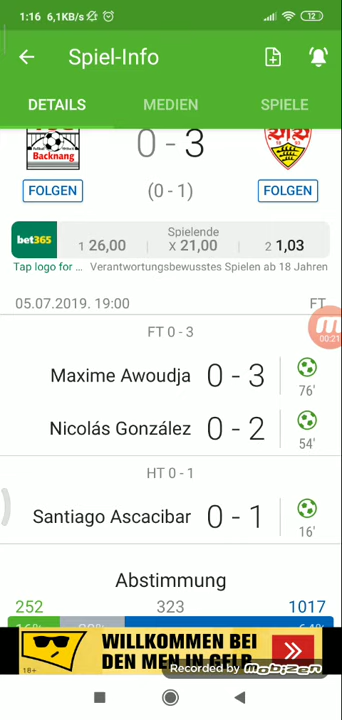 1:16 6,1KB/s 12
Spiel-Info
DETAILS MEDIEN SPIELE
Backnang
0 - 3
FOLGEN (0 - 1) FOLGEN
bet365
Spielende
1 26,00 | X 21,00 | 2 1,03
Tap logo for ... Verantwortungsbewusstes Spielen ab 18 Jahren
05.07.2019. 19:00 FT
00:21
FT 0 - 3
Maxime Awoudja 0 - 3 76'
Nicolás González 0 - 2 54'
HT 0 - 1
Santiago Ascacibar 0 - 1 16'
Abstimmung
252 323 1017
WILLKOMMEN BEI
DEN MEN IN GELB
18+
Recorded by mobizen